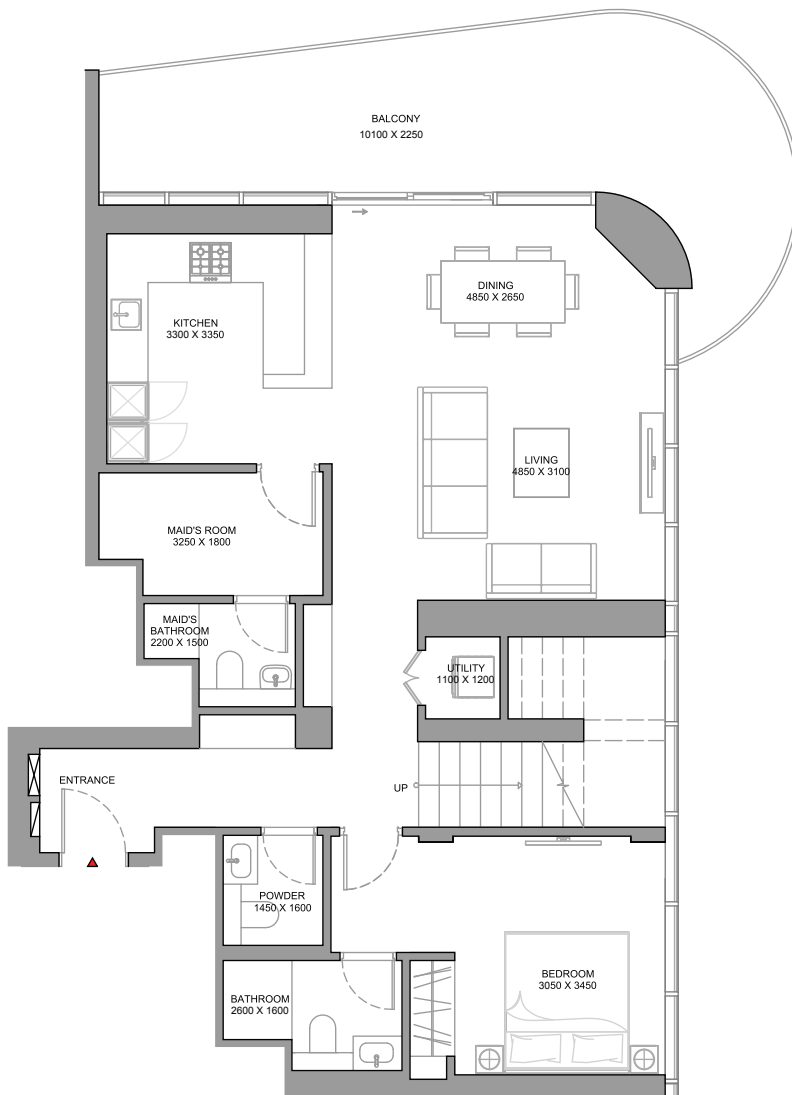 BALCONY
10100 X 2250
DINING
4850 X 2650
KITCHEN
3300 X 3350
LIVING
4850 X 3100
MAID'S ROOM
3250 X 1800
MAID'S
BATHROOM
2200 X 1500
UTILITY
1100 X 1200
ENTRANCE
UP
POWDER
1450 X 1600
BEDROOM
3050 X 3450
BATHROOM
2600 X 1600